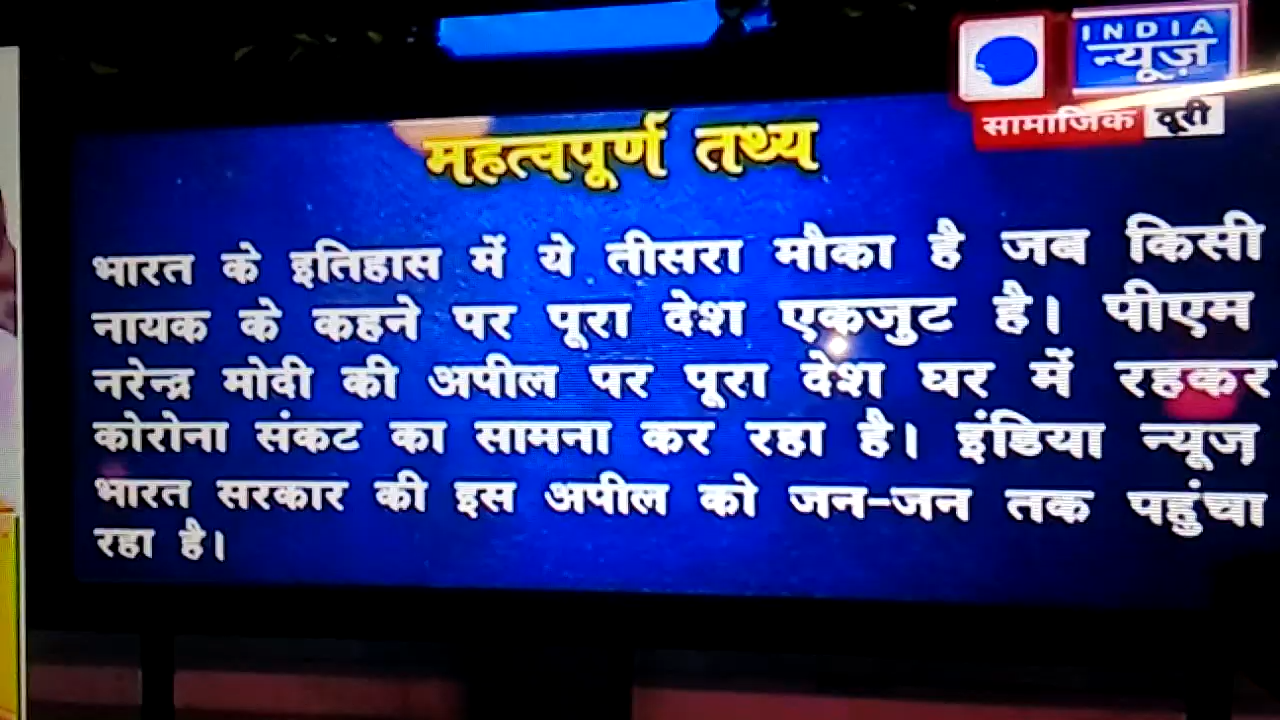 INDIA
न्यूज़
सामाजिक दूरी
महत्वपूर्ण तथ्य
भारत के इतिहास में ये तीसरा मौका है जब किसी
नायक के कहने पर पूरा देश एकजुट है। पीएम
नरेन्द्र मोदी की अपील पर पूरा देश घर में रहकर
कोरोना संकट का सामना कर रहा है। इंडिया न्यूज़
भारत सरकार की इस अपील को जन-जन तक पहुंचा
रहा है।